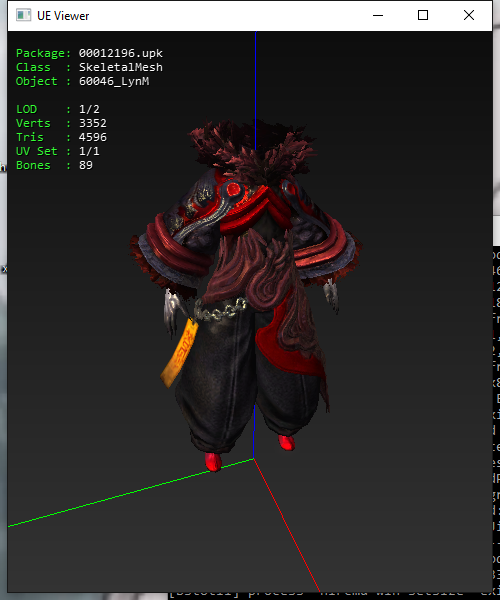 UE Viewer
Package: 00012196.upk
Class : SkeletalMesh
Object : 60046_LynM
LOD : 1/2
Verts : 3352
Tris : 4596
UV Set : 1/1
Bones : 89